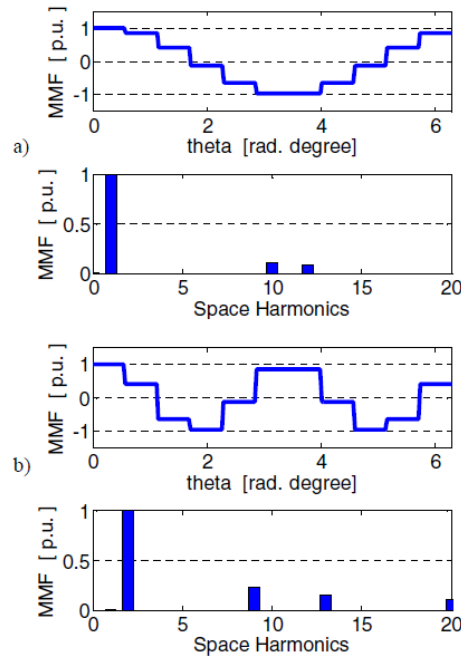 1
0
-1
MMF [ p.u.]
0 2 4 6
theta [rad. degree]
a)
1
0.5
0
MMF [ p.u.]
0 5 10 15 20
Space Harmonics
1
0
-1
MMF [ p.u.]
0 2 4 6
theta [rad. degree]
b)
1
0.5
0
MMF [ p.u.]
0 5 10 15 20
Space Harmonics